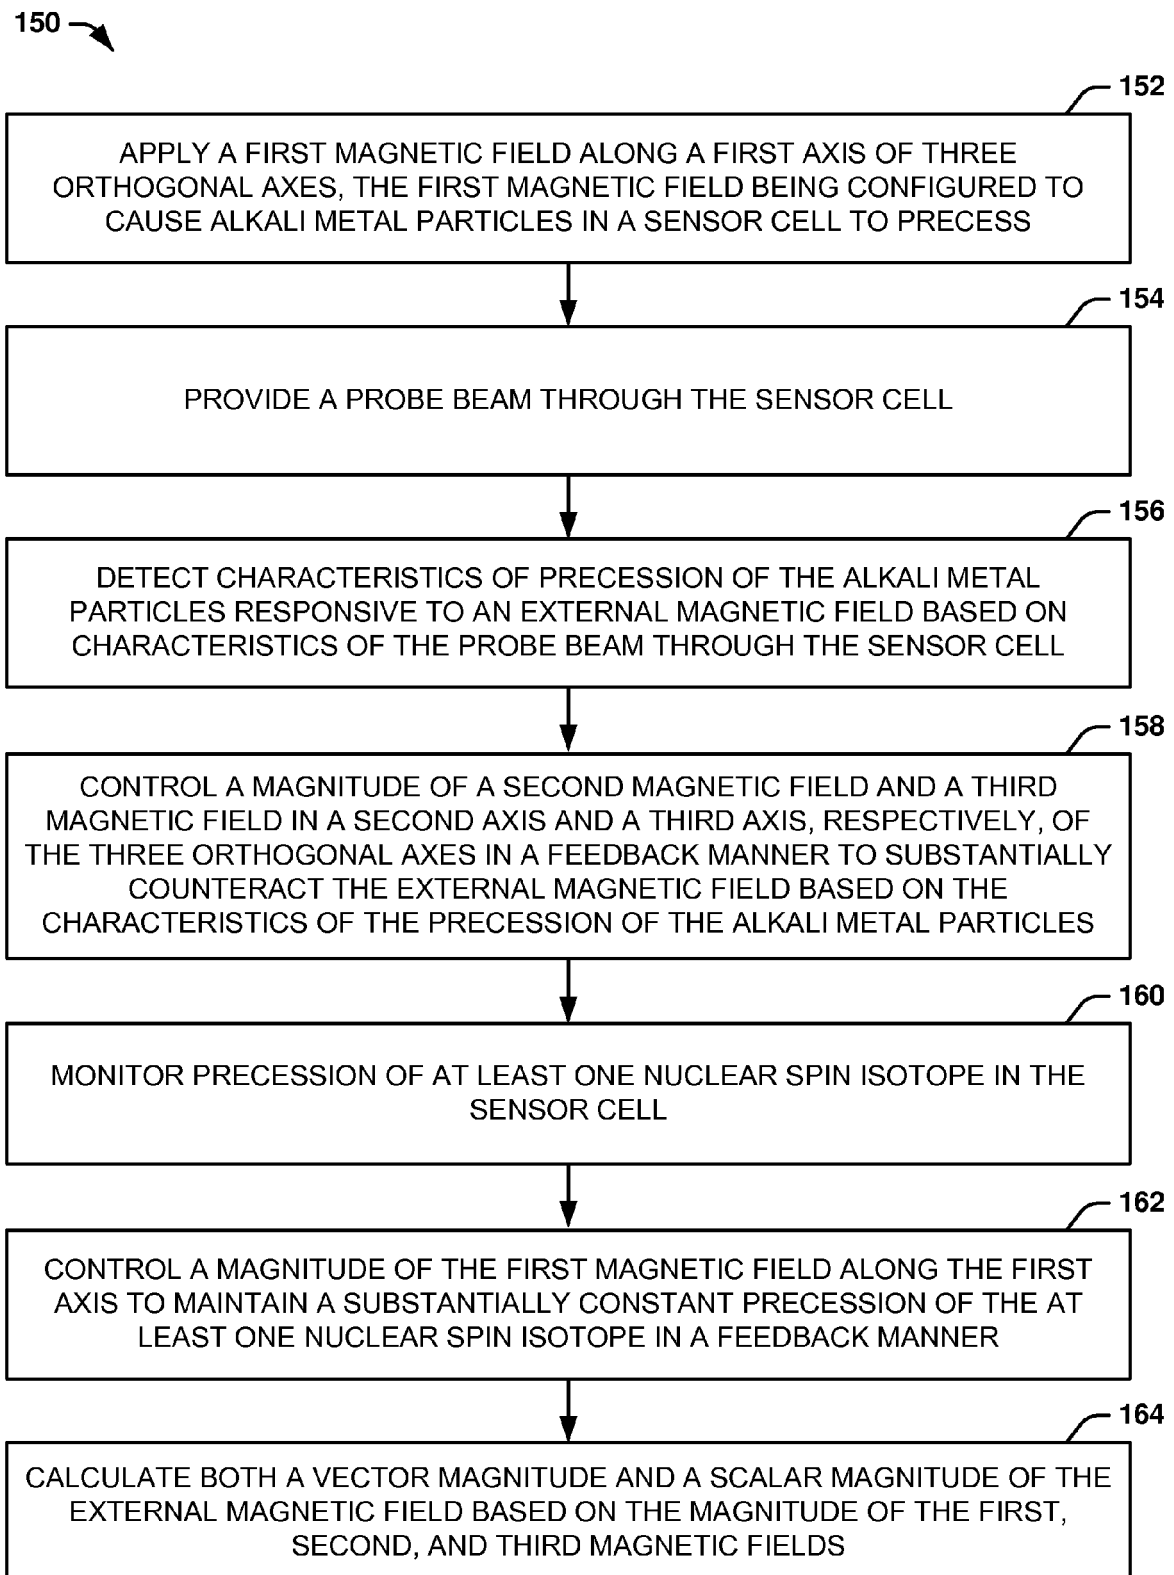 150
152
APPLY A FIRST MAGNETIC FIELD ALONG A FIRST AXIS OF THREE
ORTHOGONAL AXES, THE FIRST MAGNETIC FIELD BEING CONFIGURED TO
CAUSE ALKALI METAL PARTICLES IN A SENSOR CELL TO PRECESS
154
PROVIDE A PROBE BEAM THROUGH THE SENSOR CELL
156
DETECT CHARACTERISTICS OF PRECESSION OF THE ALKALI METAL
PARTICLES RESPONSIVE TO AN EXTERNAL MAGNETIC FIELD BASED ON
CHARACTERISTICS OF THE PROBE BEAM THROUGH THE SENSOR CELL
158
CONTROL A MAGNITUDE OF A SECOND MAGNETIC FIELD AND A THIRD
MAGNETIC FIELD IN A SECOND AXIS AND A THIRD AXIS, RESPECTIVELY, OF
THE THREE ORTHOGONAL AXES IN A FEEDBACK MANNER TO SUBSTANTIALLY
COUNTERACT THE EXTERNAL MAGNETIC FIELD BASED ON THE
CHARACTERISTICS OF THE PRECESSION OF THE ALKALI METAL PARTICLES
160
MONITOR PRECESSION OF AT LEAST ONE NUCLEAR SPIN ISOTOPE IN THE
SENSOR CELL
162
CONTROL A MAGNITUDE OF THE FIRST MAGNETIC FIELD ALONG THE FIRST
AXIS TO MAINTAIN A SUBSTANTIALLY CONSTANT PRECESSION OF THE AT
LEAST ONE NUCLEAR SPIN ISOTOPE IN A FEEDBACK MANNER
164
CALCULATE BOTH A VECTOR MAGNITUDE AND A SCALAR MAGNITUDE OF THE
EXTERNAL MAGNETIC FIELD BASED ON THE MAGNITUDE OF THE FIRST,
SECOND, AND THIRD MAGNETIC FIELDS